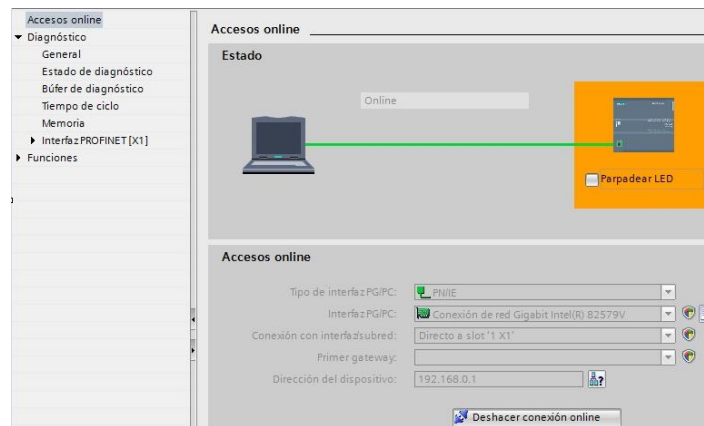 Accesos online
Diagnóstico
General
Estado de diagnóstico
Búfer de diagnóstico
Tiempo de ciclo
Memoria
Interfaz PROFINET [X1]
Funciones
Accesos online
Estado
Online
Parpadear LED
Accesos online
Tipo de interfaz PG/PC: PN/IE
Interfaz PG/PC: Conexión de red Gigabit Intel(R) 82579V
Conexión con interfaz/subred: Directo a slot '1 X1'
Primer gateway:
Dirección del dispositivo: 192.168.0.1
Deshacer conexión online